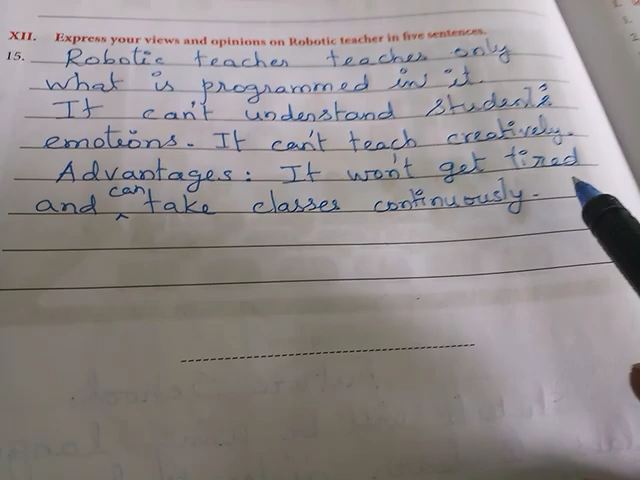 XII. Express your views and opinions on Robotic teacher in five sentences.
15. Robotic teacher teaches only
what is programmed in it.
It can't understand student's
emotions. It can't teach creatively.
Advantages: It won't get tired
and can take classes continuously.